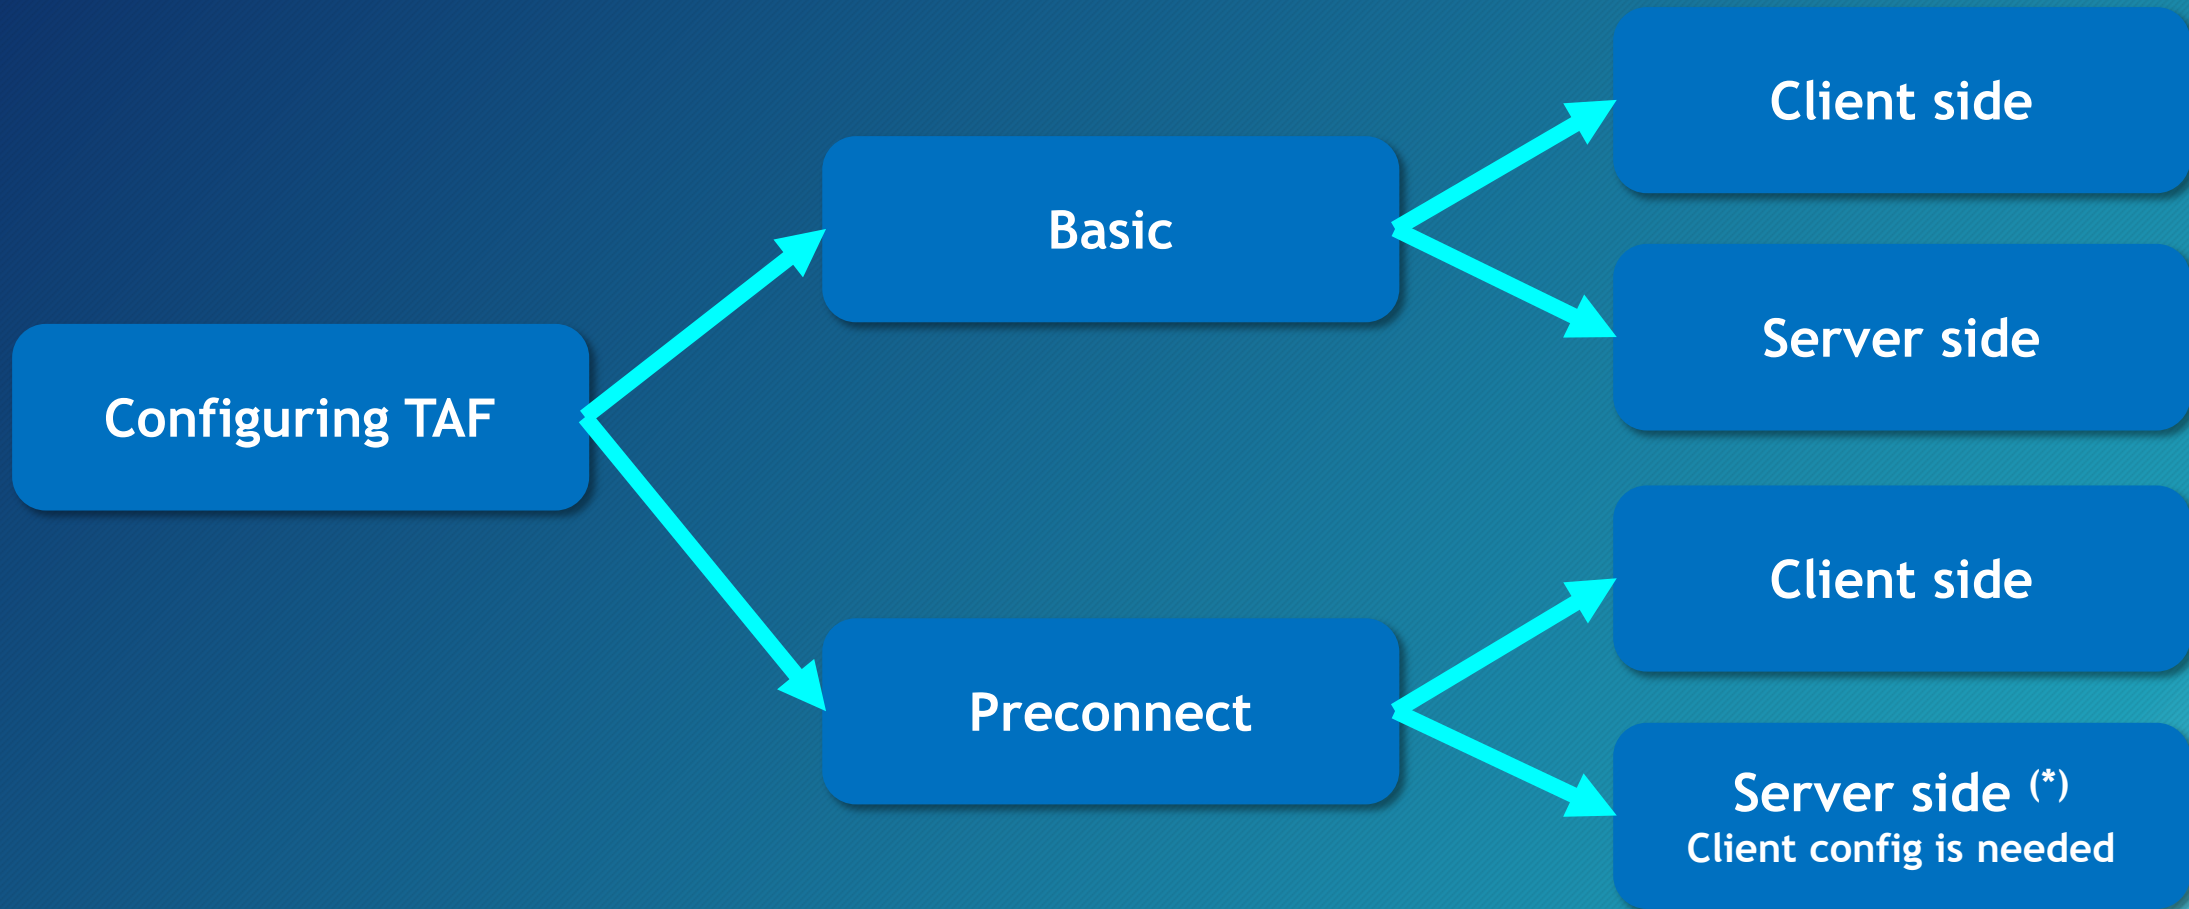 Configuring TAF
Basic
Client side
Server side
Preconnect
Client side
Server side (*)
Client config is needed